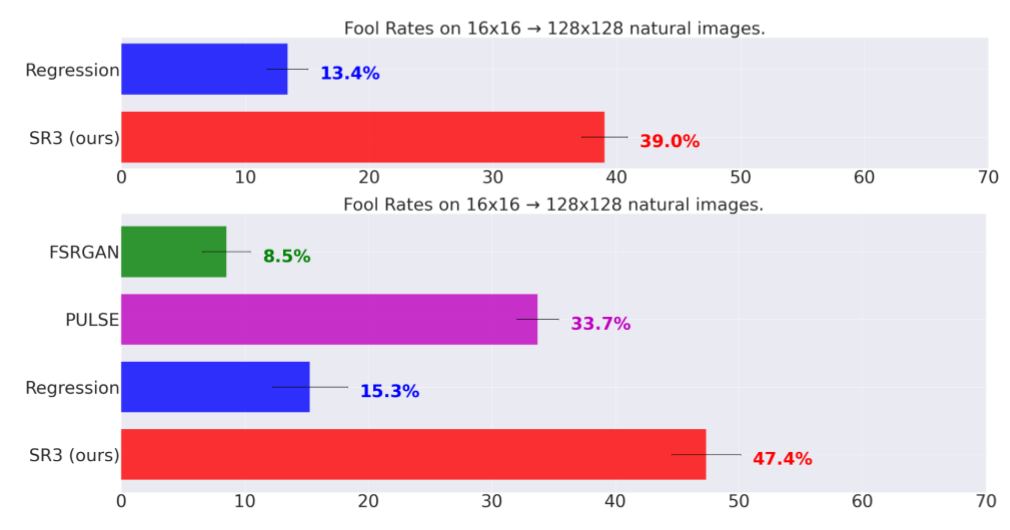 Fool Rates on 16x16 → 128x128 natural images.
Regression 13.4%
SR3 (ours) 39.0%
0 10 20 30 40 50 60 70
Fool Rates on 16x16 → 128x128 natural images.
FSRGAN 8.5%
PULSE 33.7%
Regression 15.3%
SR3 (ours) 47.4%
0 10 20 30 40 50 60 70